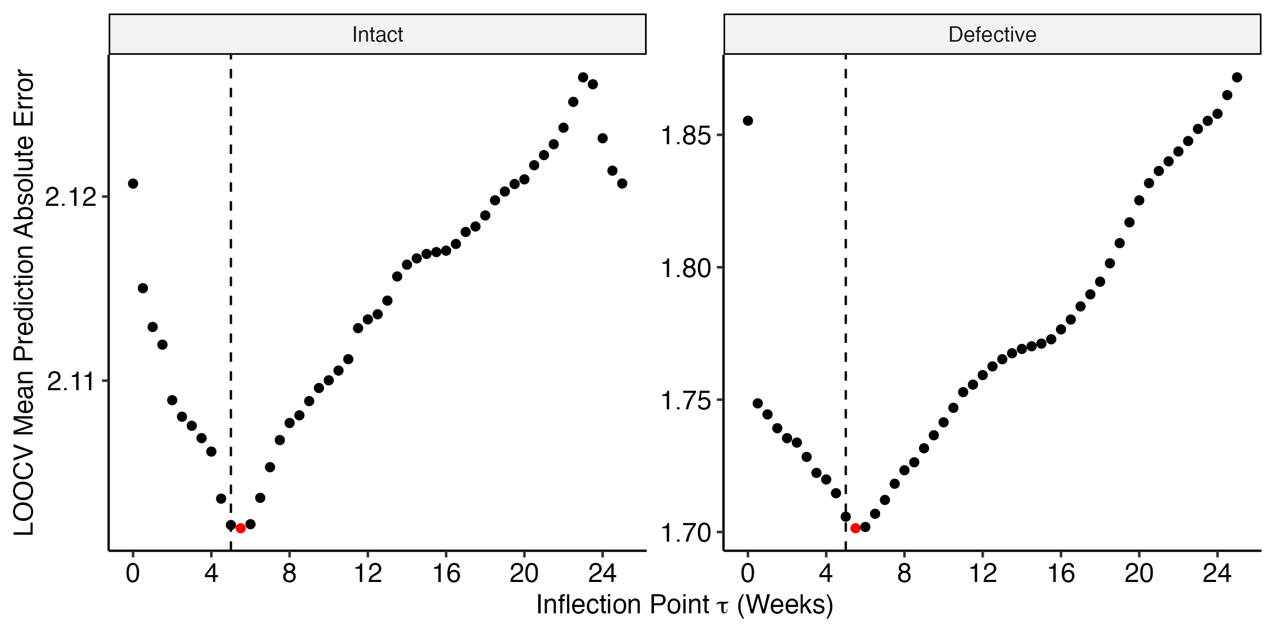 Intact
Defective
LOOCV Mean Prediction Absolute Error
2.12
2.11
1.85
1.80
1.75
1.70
0 4 8 12 16 20 24
0 4 8 12 16 20 24
Inflection Point τ (Weeks)